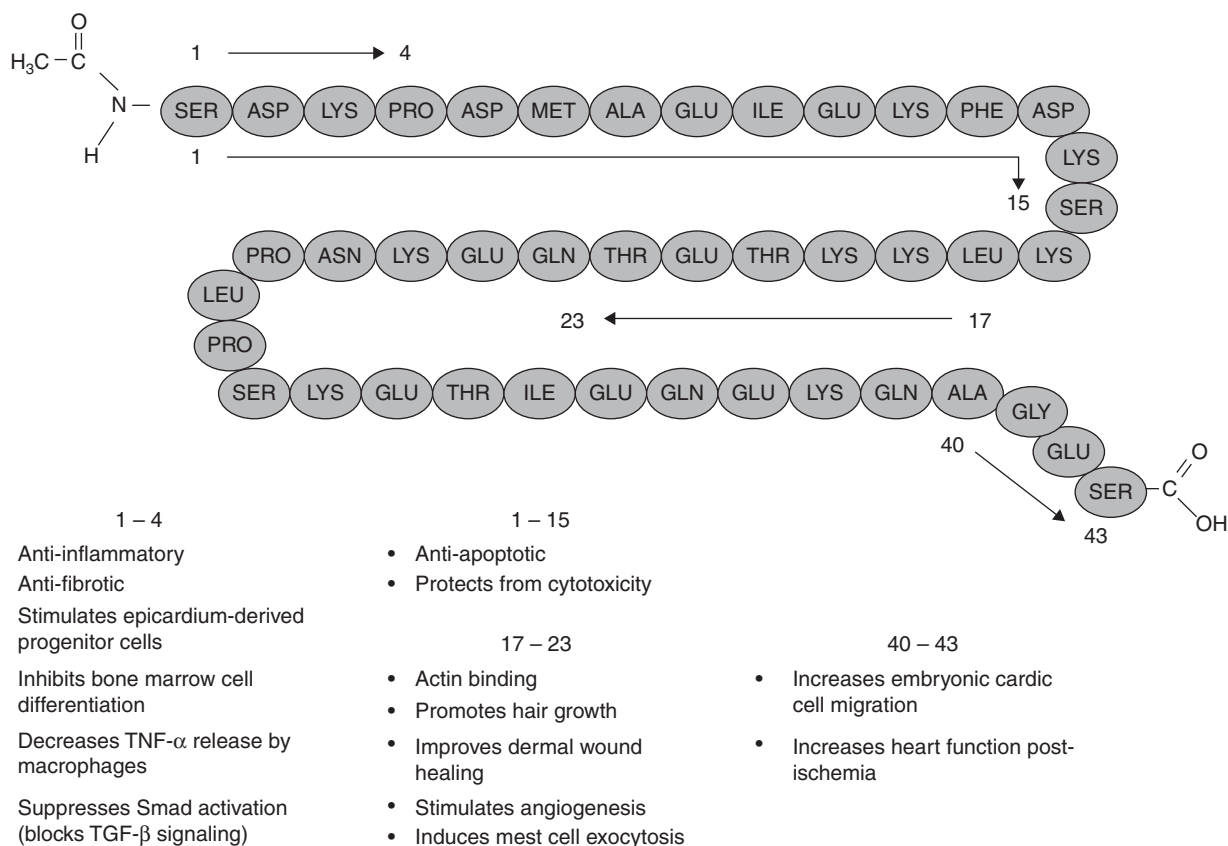 O
H₃C – C
N –
H
1 4
SER ASP LYS PRO ASP MET ALA GLU ILE GLU LYS PHE ASP
1
LYS
15
SER
PRO ASN LYS GLU GLN THR GLU THR LYS LYS LEU LYS
LEU
23 17
PRO
SER LYS GLU THR ILE GLU GLN GLU LYS GLN ALA
GLY
40
GLU
O
SER – C
OH
43
1 – 4
Anti-inflammatory
Anti-fibrotic
Stimulates epicardium-derived
progenitor cells
Inhibits bone marrow cell
differentiation
Decreases TNF-α release by
macrophages
Suppresses Smad activation
(blocks TGF-β signaling)
1 – 15
• Anti-apoptotic
• Protects from cytotoxicity
17 – 23
• Actin binding
• Promotes hair growth
• Improves dermal wound
healing
• Stimulates angiogenesis
• Induces mest cell exocytosis
40 – 43
• Increases embryonic cardic
cell migration
• Increases heart function post-
ischemia